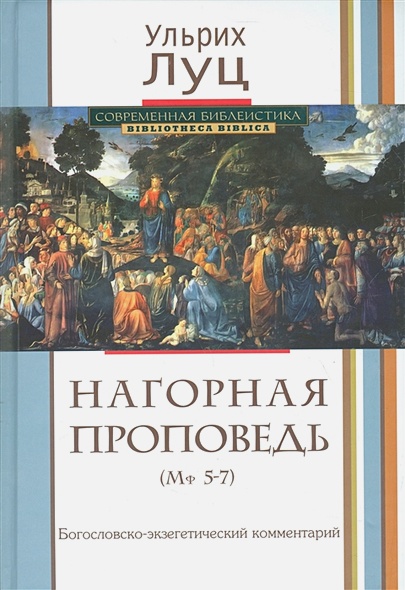 Ульрих
Луц
СОВРЕМЕННАЯ БИБЛЕИСТИКА
BIBLIOTHECA BIBLICA
НАГОРНАЯ
ПРОПОВЕДЬ
(Мф 5-7)
Богословско-экзегетический комментарий